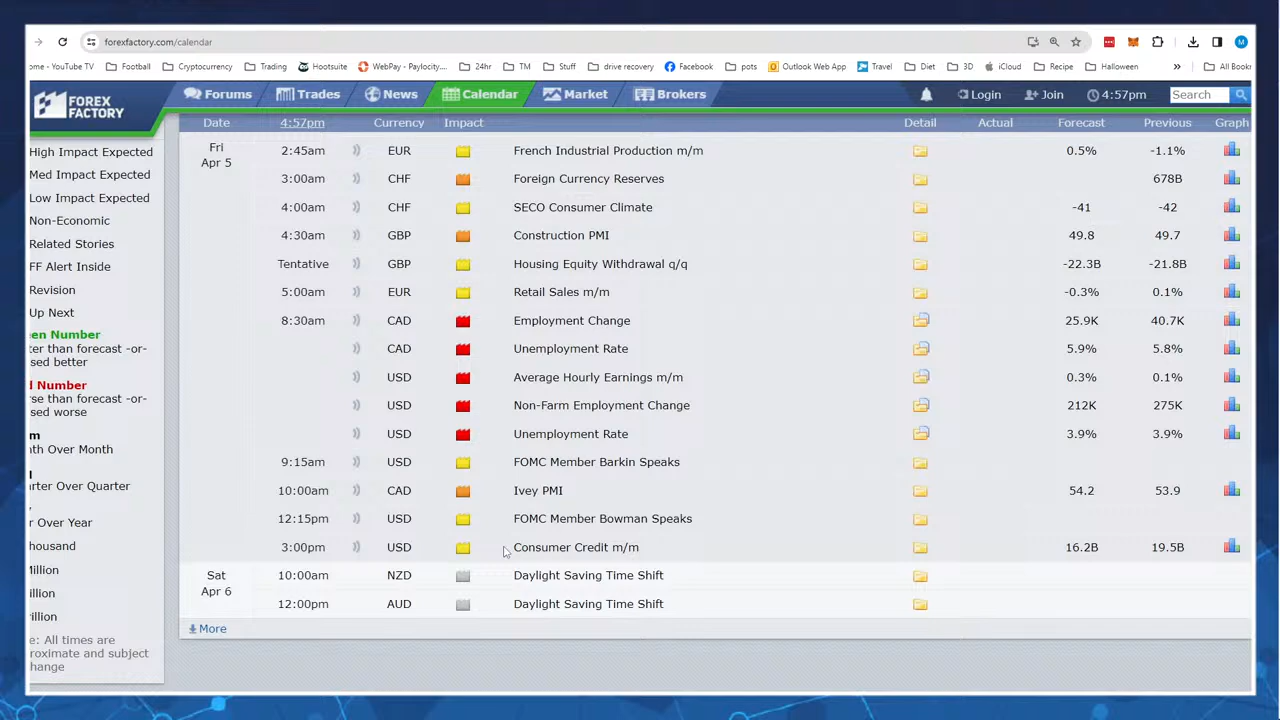 forexfactory.com/calendar
ome - YouTube TV Football Cryptocurrency Trading Hootsuite WebPay - Paylocity.... 24hr TM Stuff drive recovery Facebook pots Outlook Web App Travel Diet 3D iCloud Recipe Halloween » All Book
FOREX FACTORY
Forums Trades News Calendar Market Brokers Login Join 4:57pm Search
Date 4:57pm Currency Impact Detail Actual Forecast Previous Graph
High Impact Expected
Med Impact Expected
Low Impact Expected
Non-Economic
Related Stories
FF Alert Inside
Revision
Up Next
en Number
ter than forecast -or-
sed better
d Number
rse than forecast -or-
sed worse
m
nth Over Month
rter Over Quarter
r Over Year
housand
illion
illion
rillion
e: All times are
roximate and subject
change
Fri Apr 5 2:45am EUR French Industrial Production m/m 0.5% -1.1%
3:00am CHF Foreign Currency Reserves 678B
4:00am CHF SECO Consumer Climate -41 -42
4:30am GBP Construction PMI 49.8 49.7
Tentative GBP Housing Equity Withdrawal q/q -22.3B -21.8B
5:00am EUR Retail Sales m/m -0.3% 0.1%
8:30am CAD Employment Change 25.9K 40.7K
CAD Unemployment Rate 5.9% 5.8%
USD Average Hourly Earnings m/m 0.3% 0.1%
USD Non-Farm Employment Change 212K 275K
USD Unemployment Rate 3.9% 3.9%
9:15am USD FOMC Member Barkin Speaks
10:00am CAD Ivey PMI 54.2 53.9
12:15pm USD FOMC Member Bowman Speaks
3:00pm USD Consumer Credit m/m 16.2B 19.5B
Sat Apr 6 10:00am NZD Daylight Saving Time Shift
12:00pm AUD Daylight Saving Time Shift
More